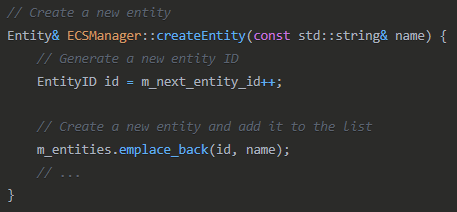 // Create a new entity
Entity& ECSManager::createEntity(const std::string& name) {
    // Generate a new entity ID
    EntityID id = m_next_entity_id++;

    // Create a new entity and add it to the list
    m_entities.emplace_back(id, name);
    // ...
}